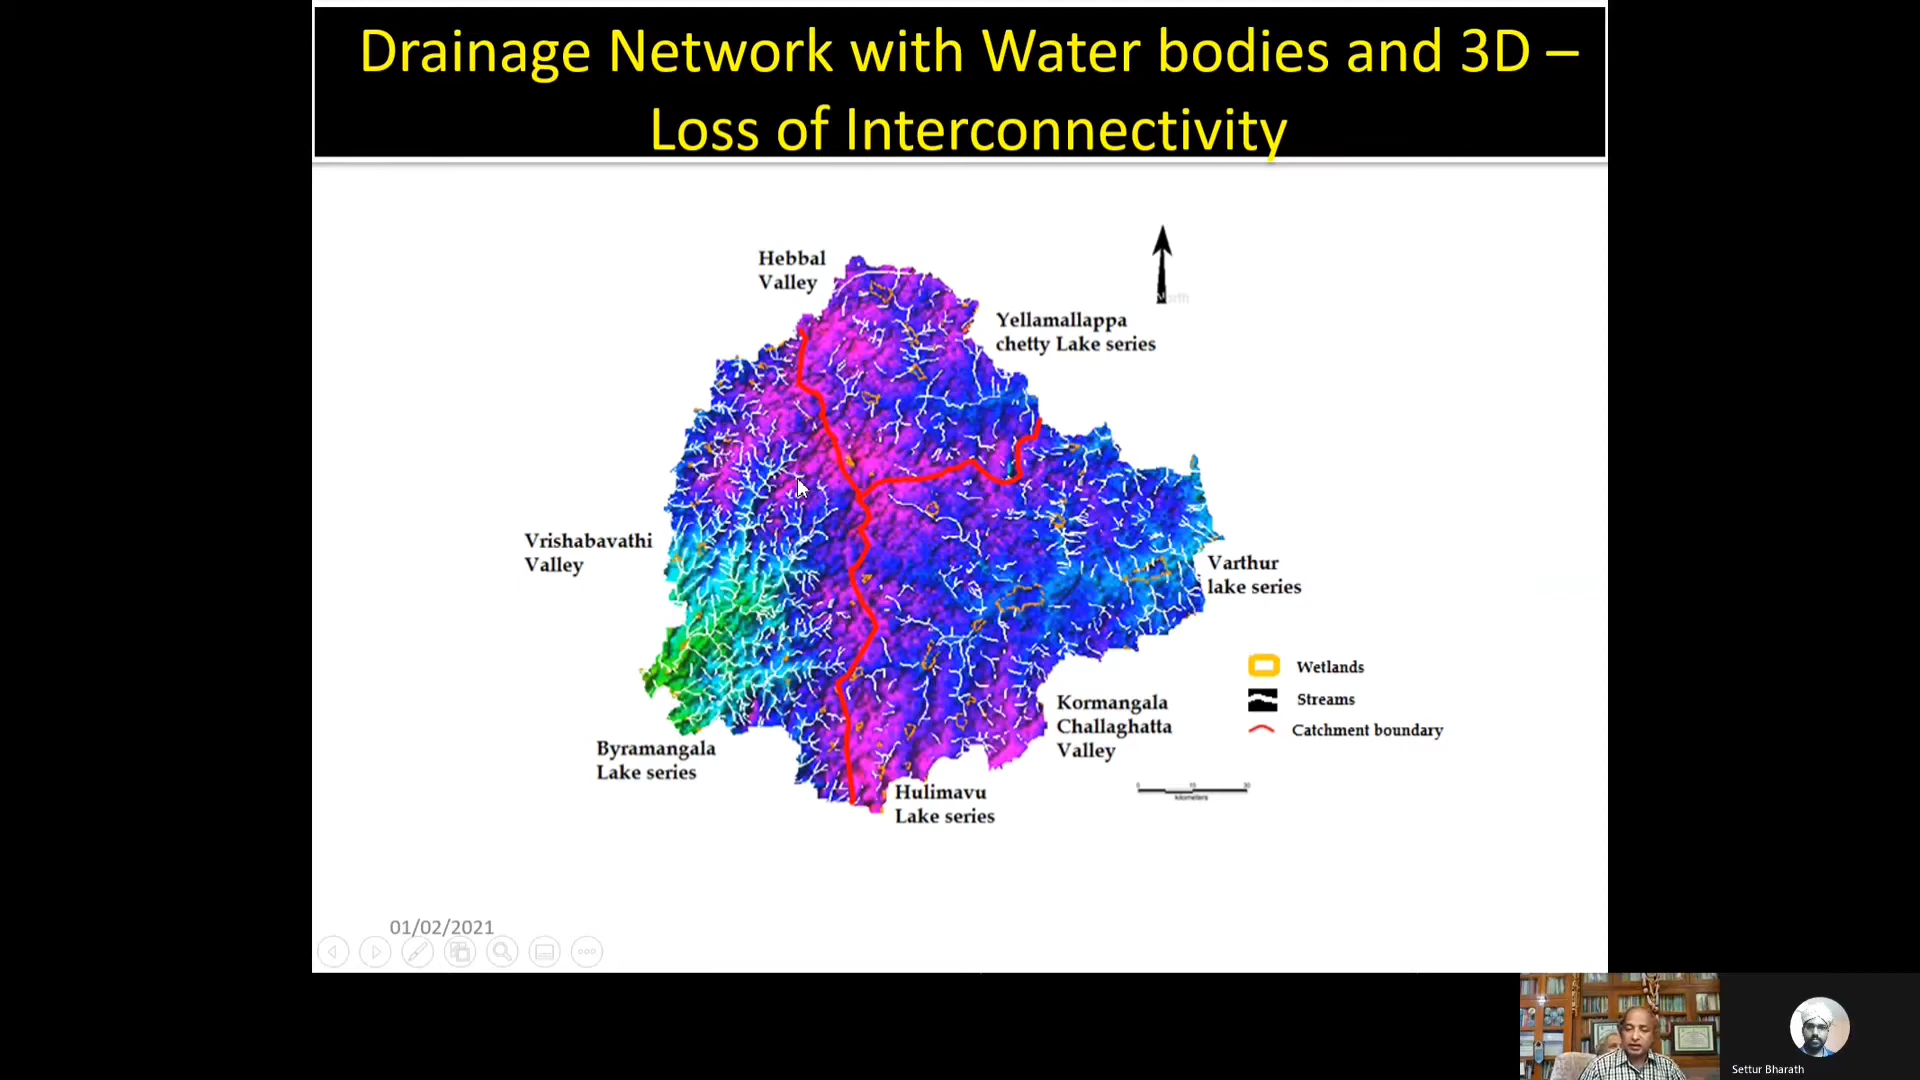 Drainage Network with Water bodies and 3D –
Loss of Interconnectivity
Hebbal
Valley
North
Yellamallappa
chetty Lake series
Vrishabavathi
Valley
Varthur
lake series
Wetlands
Streams
Catchment boundary
Kormangala
Challaghatta
Valley
Byramangala
Lake series
Hulimavu
Lake series
kilometers
01/02/2021
Settur Bharath